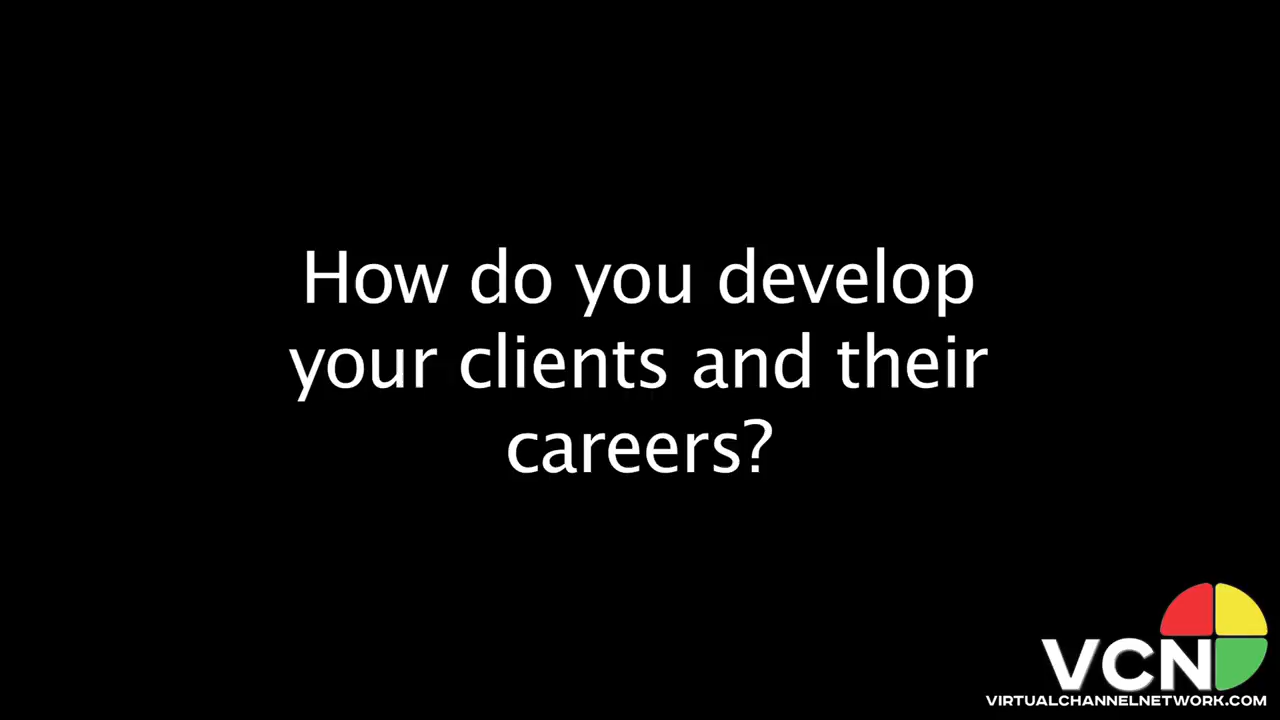 How do you develop
your clients and their
careers?
VCN
VIRTUALCHANNELNETWORK.COM